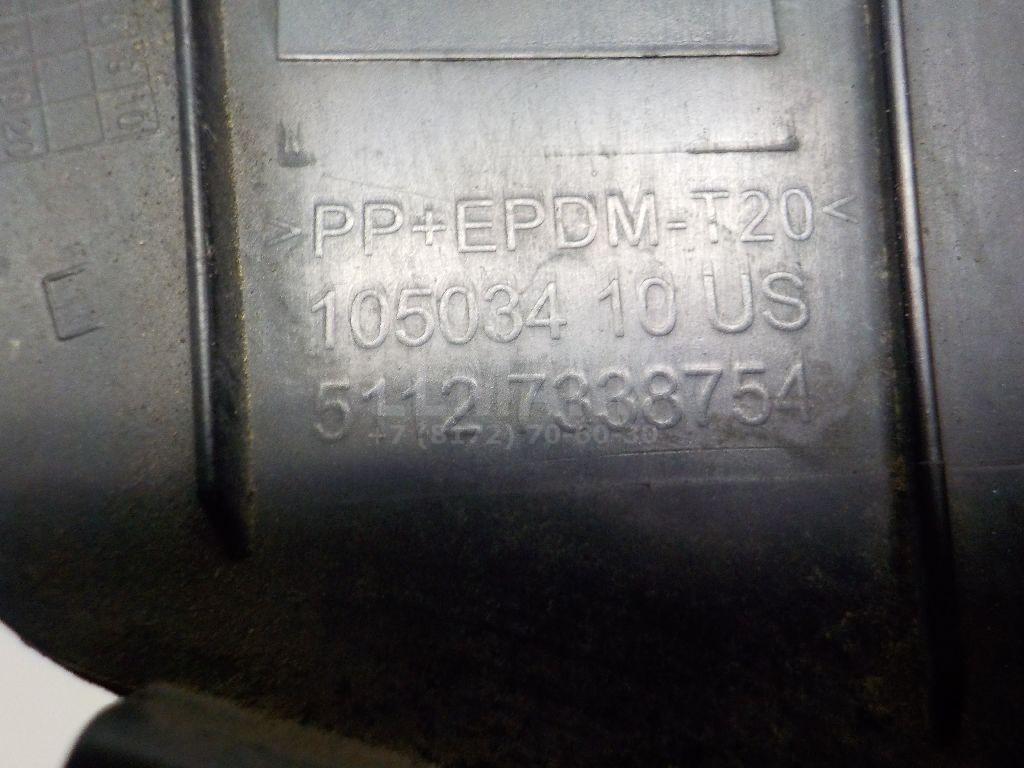 >PP+EPDM-T20<
105034 10 US
5112 7338754
+7 (8172) 70-60-30